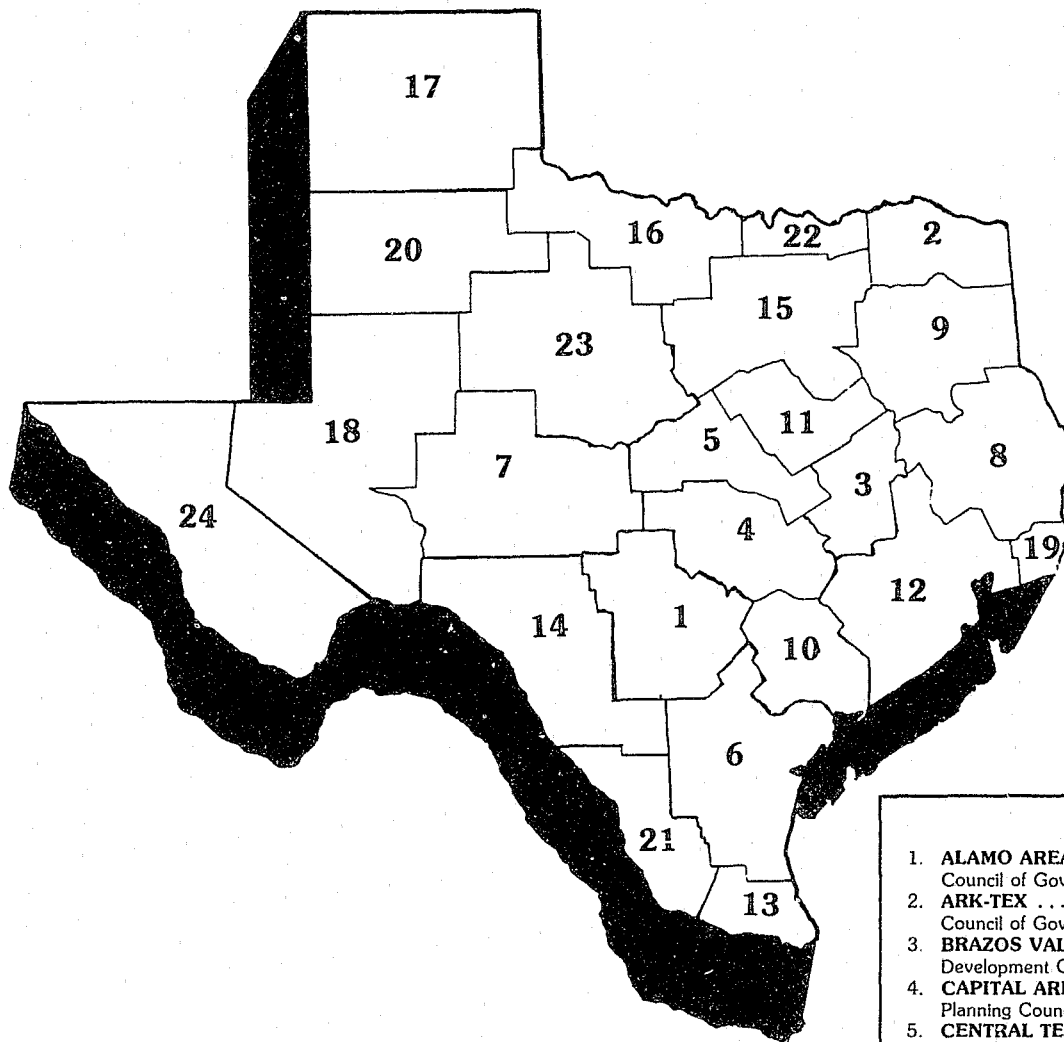 17
20
16
22
2
15
9
23
18
7
5
11
3
8
24
4
19
12
14
1
10
6
21
13
1. ALAMO AREA
Council of Gov
2. ARK-TEX ...
Council of Gov
3. BRAZOS VAL
Development C
4. CAPITAL ARE
Planning Coun
5. CENTRAL TE